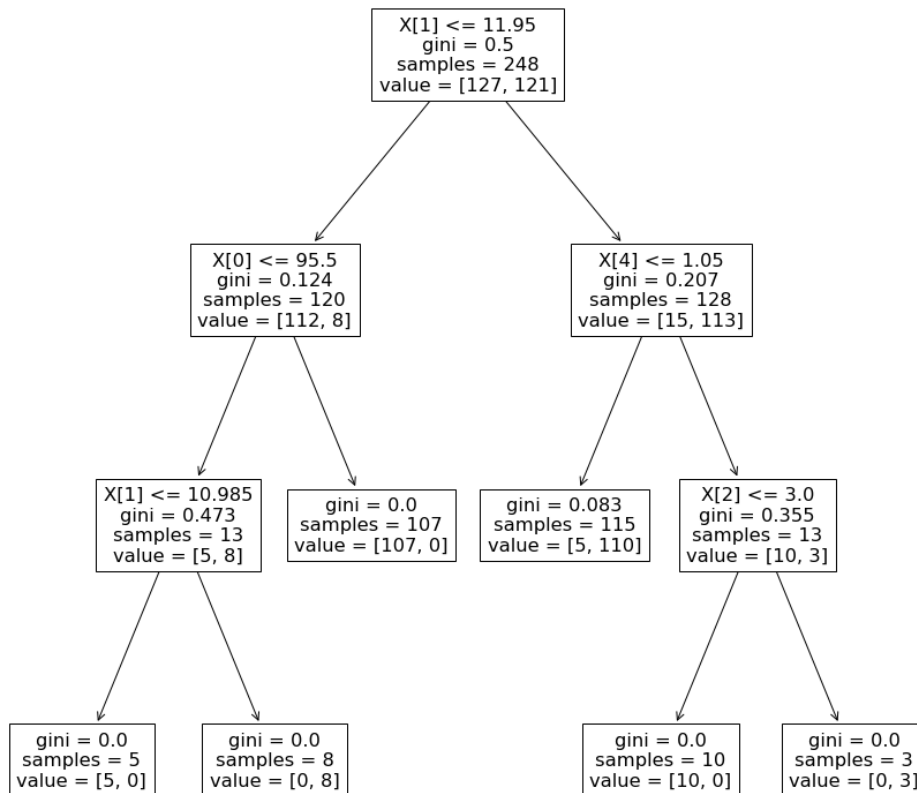 X[1] <= 11.95
gini = 0.5
samples = 248
value = [127, 121]
X[0] <= 95.5
gini = 0.124
samples = 120
value = [112, 8]
X[4] <= 1.05
gini = 0.207
samples = 128
value = [15, 113]
X[1] <= 10.985
gini = 0.473
samples = 13
value = [5, 8]
gini = 0.0
samples = 107
value = [107, 0]
gini = 0.083
samples = 115
value = [5, 110]
X[2] <= 3.0
gini = 0.355
samples = 13
value = [10, 3]
gini = 0.0
samples = 5
value = [5, 0]
gini = 0.0
samples = 8
value = [0, 8]
gini = 0.0
samples = 10
value = [10, 0]
gini = 0.0
samples = 3
value = [0, 3]